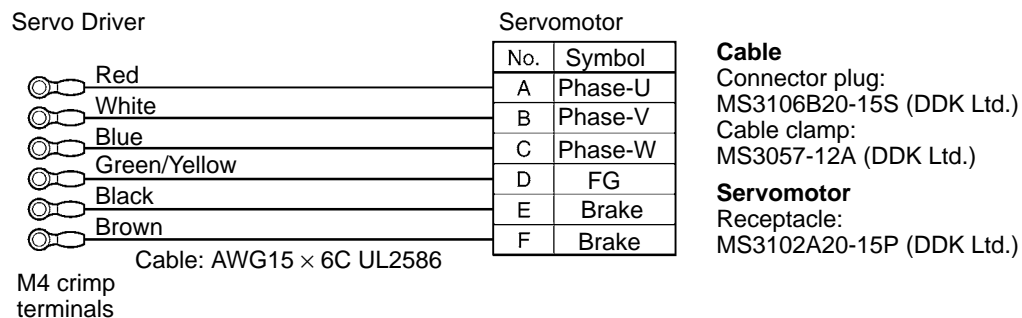 Servo Driver
Servomotor
No. Symbol
Red
A Phase-U
White
B Phase-V
Blue
C Phase-W
Green/Yellow
D FG
Black
E Brake
Brown
F Brake
Cable: AWG15 × 6C UL2586
M4 crimp
terminals
Cable
Connector plug:
MS3106B20-15S (DDK Ltd.)
Cable clamp:
MS3057-12A (DDK Ltd.)
Servomotor
Receptacle:
MS3102A20-15P (DDK Ltd.)